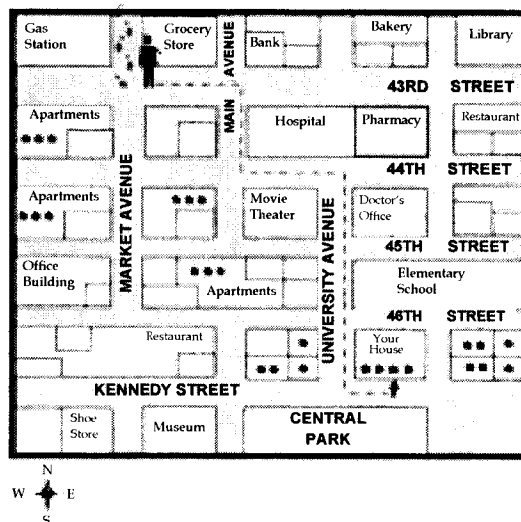 Gas
Station
Grocery
Store
MAIN AVENUE
Bank
Bakery
Library
43RD STREET
Apartments
Hospital
Pharmacy
Restaurant
44TH STREET
Apartments
MARKET AVENUE
Movie
Theater
UNIVERSITY AVENUE
Doctor's
Office
45TH STREET
Office
Building
Apartments
Elementary
School
46TH STREET
Restaurant
Your
House
KENNEDY STREET
Shoe
Store
Museum
CENTRAL
PARK
N
W E
S